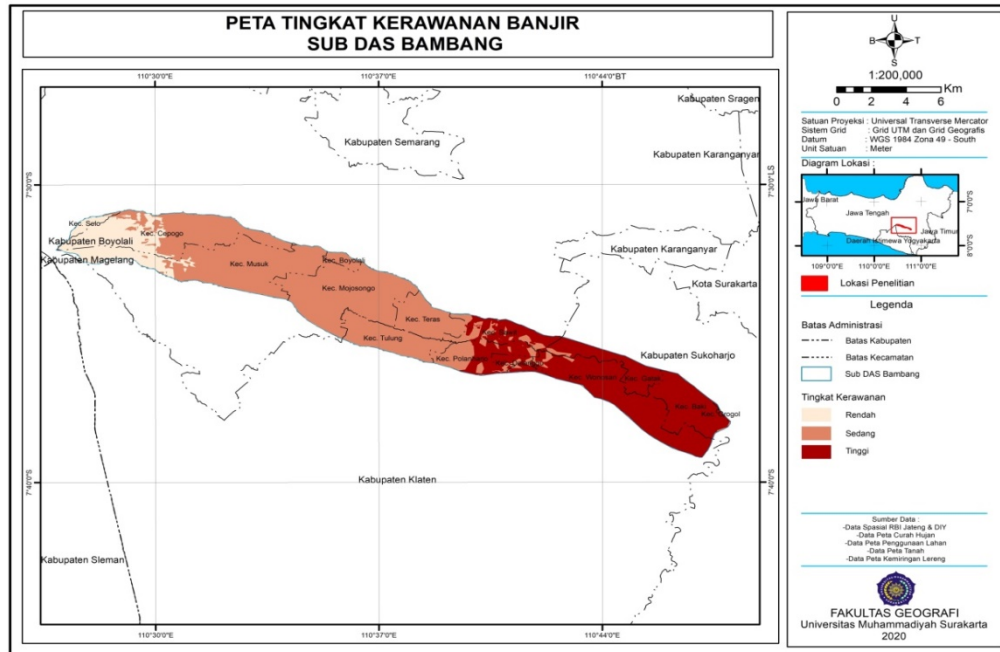 PETA TINGKAT KERAWANAN BANJIR
SUB DAS BAMBANG
110°30'0"E
110°37'0"E
110°44'0"BT
Kabupaten Sragen
Kabupaten Semarang
Kabupaten Karanganyar
7°30'0"S
7°30'0"LS
Kec. Selo
Kec. Cepogo
Kabupaten Boyolali
Kabupaten Magelang
Kec. Musuk
Kec. Boyolali
Kabupaten Karanganyar
Kota Surakarta
Kec. Mojosongo
Kec. Teras
Kec. Tulung
Kec. Polanharjo
Kabupaten Sukoharjo
Kec. Gatak
Kec. Baki
Kec. Grogol
7°40'0"S
7°40'0"S
Kabupaten Klaten
Kabupaten Sleman
110°30'0"E
110°37'0"E
110°44'0"E
U
B
T
S
1:200,000
Km
0 1 2 4 6
Satuan Proyeksi : Universal Transverse Mercator
Sistem Grid : Grid UTM dan Grid Geografis
Datum : WGS 1984 Zona 49 - South
Unit Satuan : Meter
Diagram Lokasi :
Jawa Barat
Jawa Tengah
Jawa Timur
Daerah Istimewa Yogyakarta
7°0'0"S
8°0'0"S
109°0'0"E
110°0'0"E
111°0'0"E
Lokasi Penelitian
Legenda
Batas Administrasi
Batas Kabupaten
Batas Kecamatan
Sub DAS Bambang
Tingkat Kerawanan
Rendah
Sedang
Tinggi
Sumber Data :
-Data Spasial RBI Jateng & DIY
-Data Peta Curah Hujan
-Data Peta Penggunaan Lahan
-Data Peta Tanah
-Data Peta Kemiringan Lereng
FAKULTAS GEOGRAFI
Universitas Muhammadiyah Surakarta
2020